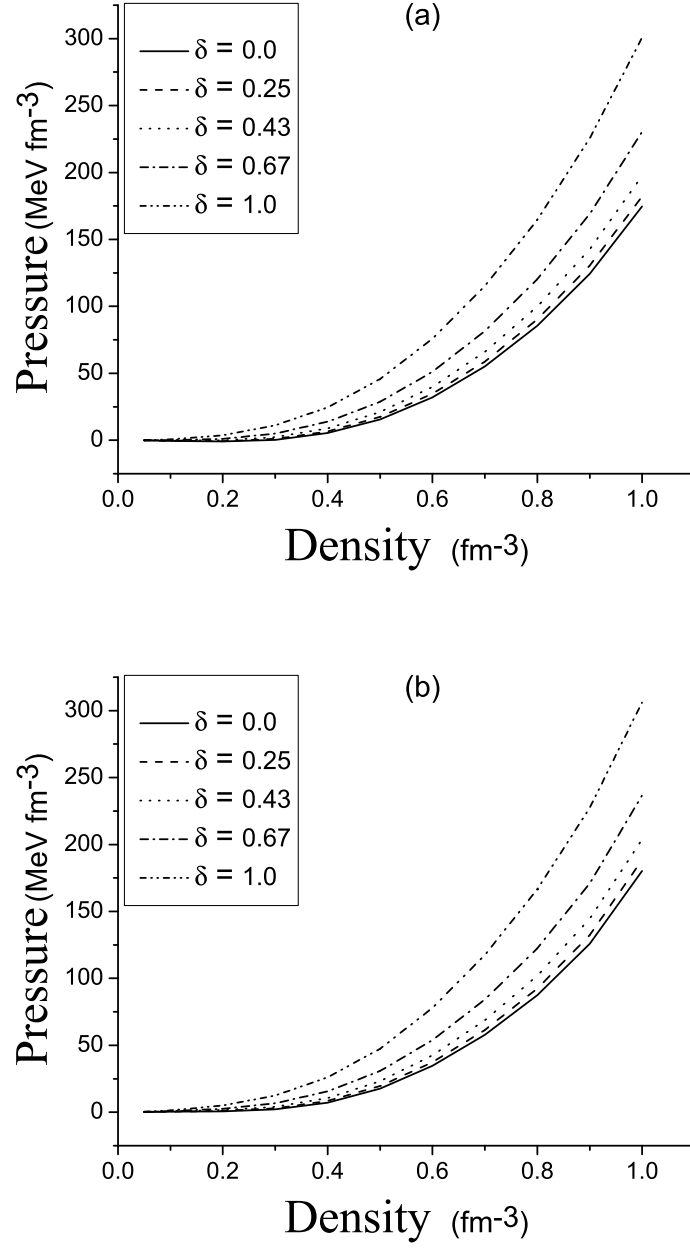 (a)
δ = 0.0
δ = 0.25
δ = 0.43
δ = 0.67
δ = 1.0
300
250
200
150
100
50
0
Pressure (MeV fm-3)
0.0 0.2 0.4 0.6 0.8 1.0
Density (fm-3)
(b)
δ = 0.0
δ = 0.25
δ = 0.43
δ = 0.67
δ = 1.0
300
250
200
150
100
50
0
Pressure (MeV fm-3)
0.0 0.2 0.4 0.6 0.8 1.0
Density (fm-3)